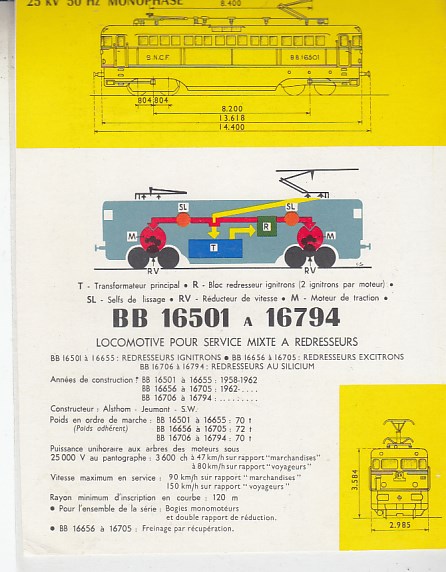 25 kV 50 Hz MONOPHASÉ
8.400
S.N.C.F.
BB 16501
804 804
8.200
13.618
14.400
SL
SL
M
T
R
M
RV
RV
T - Transformateur principal • R - Bloc redresseur ignitrons (2 ignitrons par moteur) •
SL - Selfs de lissage • RV - Réducteur de vitesse • M - Moteur de traction •
BB 16501 A 16794
LOCOMOTIVE POUR SERVICE MIXTE A REDRESSEURS
BB 16501 à 16655 : REDRESSEURS IGNITRONS • BB 16656 à 16705 : REDRESSEURS EXCITRONS
BB 16706 à 16794 : REDRESSEURS AU SILICIUM
Années de construction : BB 16501 à 16655 : 1958-1962
BB 16656 à 16705 : 1962-....
BB 16706 à 16794 : .........
Constructeur : Alsthom - Jeumont - S.W.
Poids en ordre de marche : BB 16501 à 16655 : 70 t
(Poids adhérent) BB 16656 à 16705 : 72 t
BB 16706 à 16794 : 70 t
Puissance unihoraire aux arbres des moteurs sous
25 000 V au pantographe : 3 600 ch à 47 km/h sur rapport "marchandises"
à 80 km/h sur rapport "voyageurs"
Vitesse maximum en service : 90 km/h sur rapport "marchandises"
150 km/h sur rapport "voyageurs"
Rayon minimum d'inscription en courbe : 120 m
• Pour l'ensemble de la série : Bogies monomoteurs
et double rapport de réduction.
• BB 16656 à 16705 : Freinage par récupération.
3.584
2.985